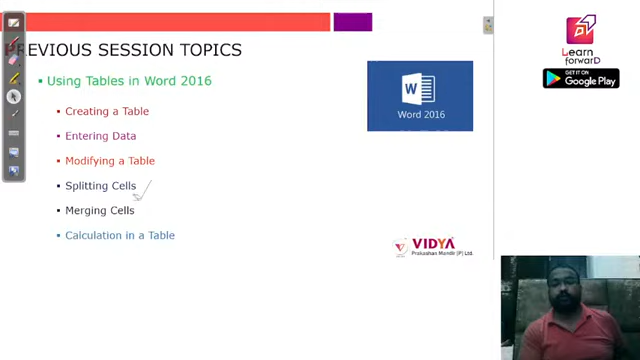 PREVIOUS SESSION TOPICS
Using Tables in Word 2016
Creating a Table
Entering Data
Modifying a Table
Splitting Cells
Merging Cells
Calculation in a Table
W
Word 2016
VIDYA
Prakashan Mandir (P) Ltd.
Learn
forwarD
GET IT ON
Google Play